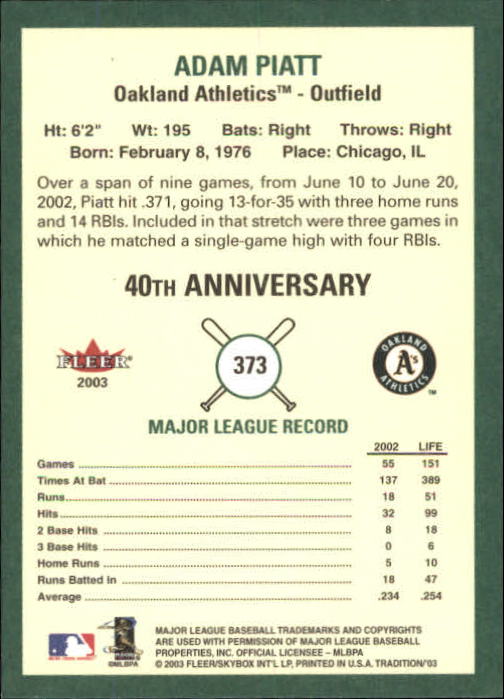 ADAM PIATT
Oakland Athletics™ - Outfield
Ht: 6'2" Wt: 195 Bats: Right Throws: Right
Born: February 8, 1976 Place: Chicago, IL
Over a span of nine games, from June 10 to June 20,
2002, Piatt hit .371, going 13-for-35 with three home runs
and 14 RBIs. Included in that stretch were three games in
which he matched a single-game high with four RBIs.
40TH ANNIVERSARY
FLEER®
2003
373
OAKLAND
A's
ATHLETICS
™
MAJOR LEAGUE RECORD
2002 LIFE
Games 55 151
Times At Bat 137 389
Runs 18 51
Hits 32 99
2 Base Hits 8 18
3 Base Hits 0 6
Home Runs 5 10
Runs Batted in 18 47
Average .234 .254
©MLBPA
MAJOR LEAGUE BASEBALL TRADEMARKS AND COPYRIGHTS
ARE USED WITH PERMISSION OF MAJOR LEAGUE BASEBALL
PROPERTIES, INC. OFFICIAL LICENSEE - MLBPA
© 2003 FLEER/SKYBOX INT'L LP, PRINTED IN U.S.A. TRADITION'03